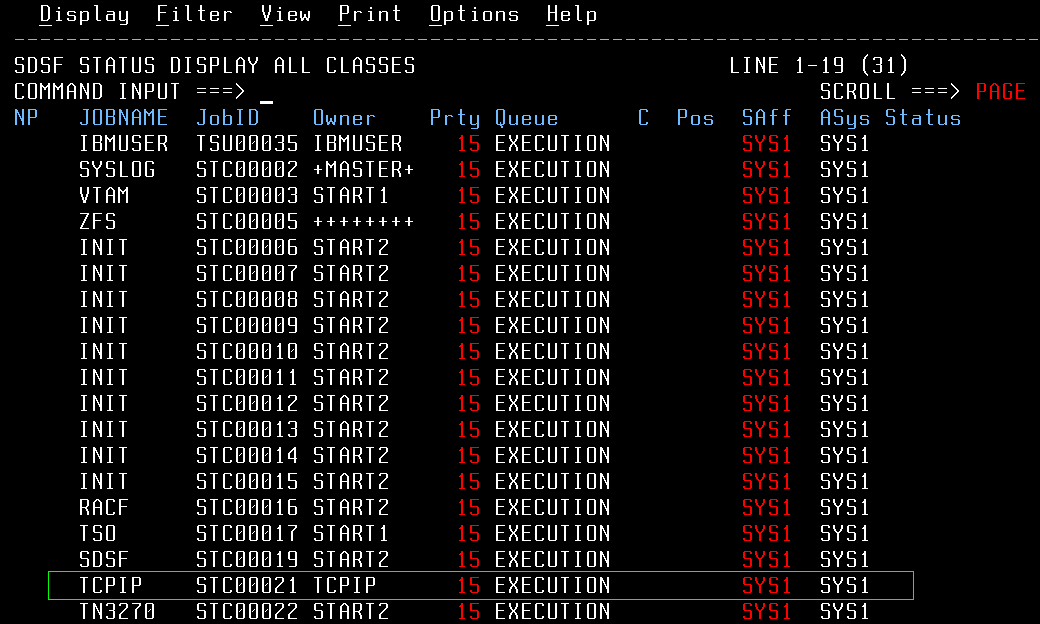 Display Filter View Print Options Help
SDSF STATUS DISPLAY ALL CLASSES LINE 1-19 (31)
COMMAND INPUT ===> _ SCROLL ===> PAGE
NP JOBNAME JobID Owner Prty Queue C Pos SAff ASys Status
IBMUSER TSU00035 IBMUSER 15 EXECUTION SYS1 SYS1
SYSLOG STC00002 +MASTER+ 15 EXECUTION SYS1 SYS1
VTAM STC00003 START1 15 EXECUTION SYS1 SYS1
ZFS STC00005 ++++++++ 15 EXECUTION SYS1 SYS1
INIT STC00006 START2 15 EXECUTION SYS1 SYS1
INIT STC00007 START2 15 EXECUTION SYS1 SYS1
INIT STC00008 START2 15 EXECUTION SYS1 SYS1
INIT STC00009 START2 15 EXECUTION SYS1 SYS1
INIT STC00010 START2 15 EXECUTION SYS1 SYS1
INIT STC00011 START2 15 EXECUTION SYS1 SYS1
INIT STC00012 START2 15 EXECUTION SYS1 SYS1
INIT STC00013 START2 15 EXECUTION SYS1 SYS1
INIT STC00014 START2 15 EXECUTION SYS1 SYS1
INIT STC00015 START2 15 EXECUTION SYS1 SYS1
RACF STC00016 START2 15 EXECUTION SYS1 SYS1
TSO STC00017 START1 15 EXECUTION SYS1 SYS1
SDSF STC00019 START2 15 EXECUTION SYS1 SYS1
TCPIP STC00021 TCPIP 15 EXECUTION SYS1 SYS1
TN3270 STC00022 START2 15 EXECUTION SYS1 SYS1